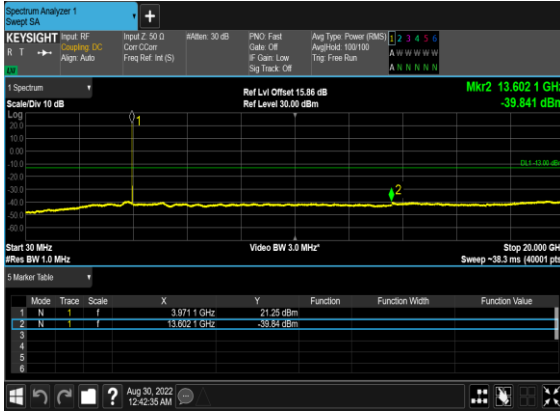 Spectrum Analyzer 1
Swept SA
+
KEYSIGHT
R T
Input: RF
Coupling: DC
Align: Auto
Input Z: 50 Ω
Corr CCorr
Freq Ref: Int (S)
#Atten: 30 dB
PNO: Fast
Gate: Off
IF Gain: Low
Sig Track: Off
Avg Type: Power (RMS)
Avg|Hold: 100/100
Trig: Free Run
1 2 3 4 5 6
A W W W W W
A N N N N N
1 Spectrum
Scale/Div 10 dB
Ref Lvl Offset 15.86 dB
Ref Level 30.00 dBm
Mkr2 13.602 1 GHz
-39.841 dBm
Log
20.0
10.0
0.00
-10.0
-20.0
-30.0
-40.0
-50.0
-60.0
1
DL1 -13.00 dBm
2
Start 30 MHz
#Res BW 1.0 MHz
Video BW 3.0 MHz*
Stop 20.000 GH
Sweep ~38.3 ms (40001 pts
5 Marker Table
Mode Trace Scale X Y Function Function Width Function Value
1 N 1 f 3.971 1 GHz 21.25 dBm
2 N 1 f 13.602 1 GHz -39.84 dBm
3
4
5
6
?
Aug 30, 2022
12:42:35 AM